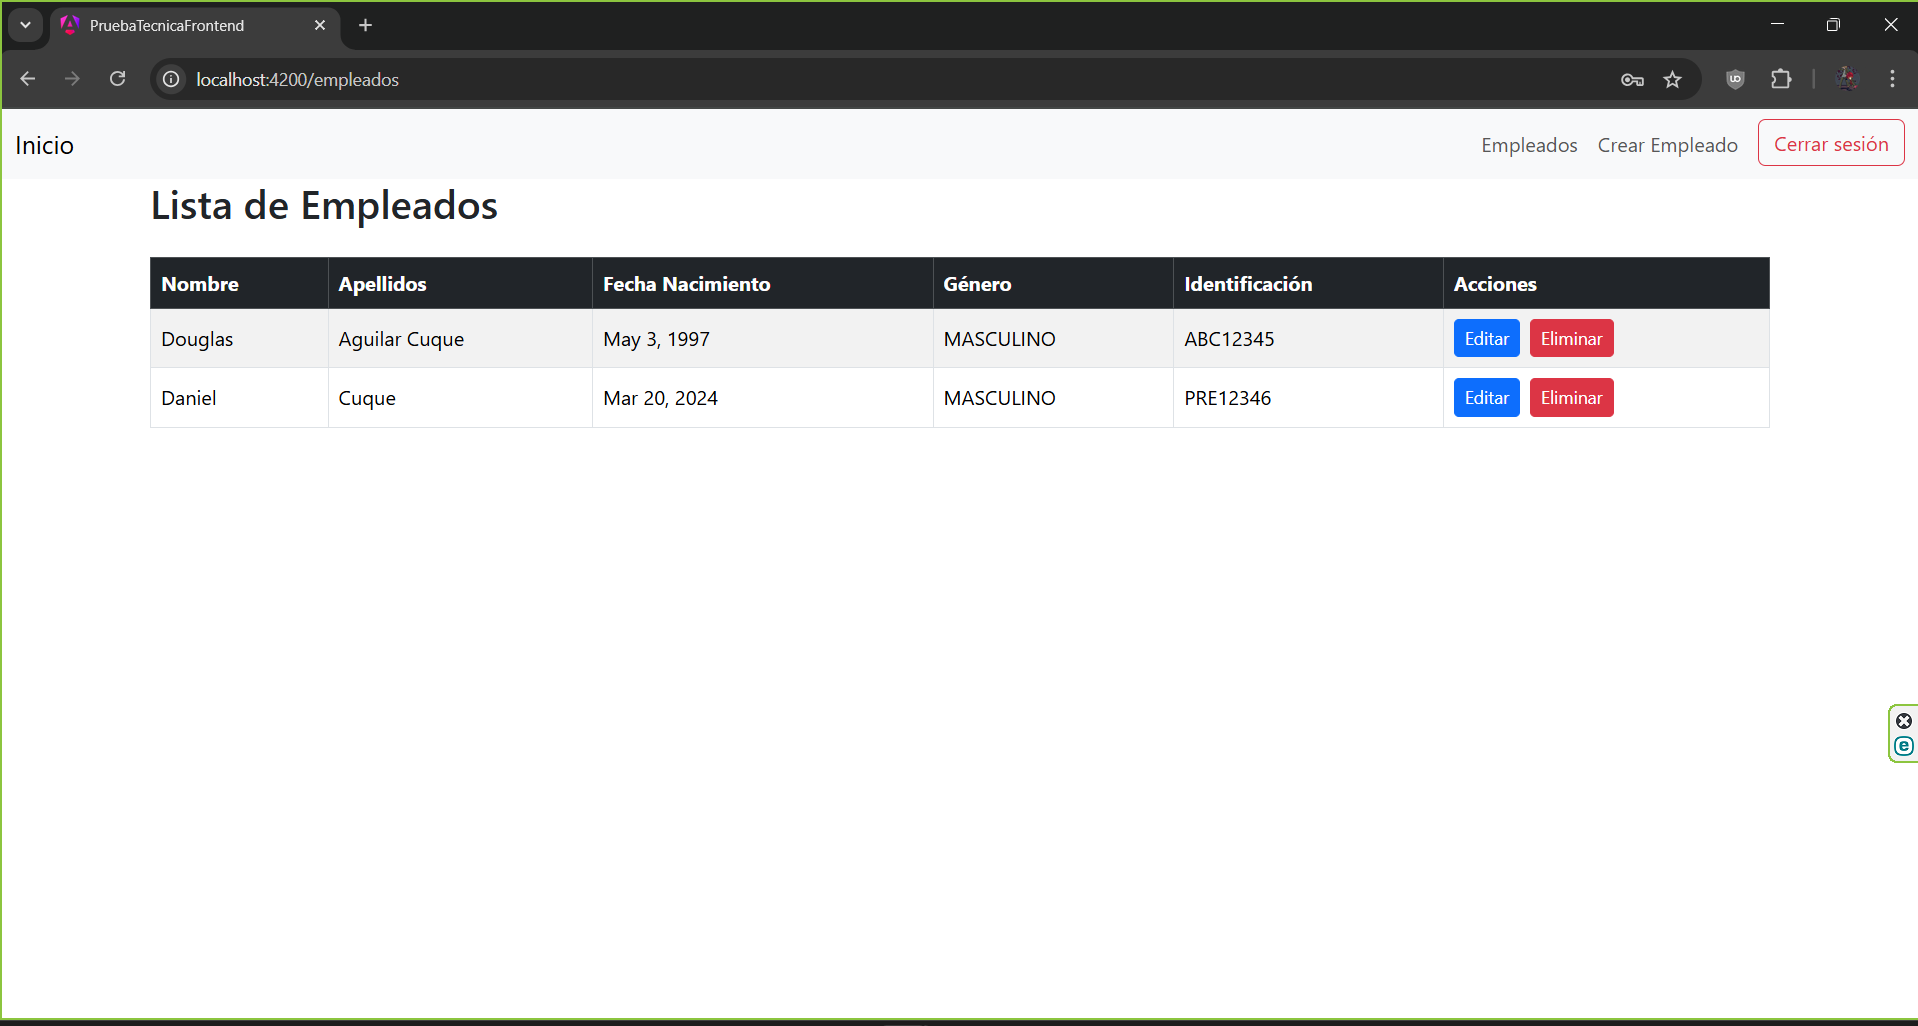 PruebaTecnicaFrontend
localhost:4200/empleados
Inicio
Empleados Crear Empleado Cerrar sesión
Lista de Empleados
Nombre Apellidos Fecha Nacimiento Género Identificación Acciones
Douglas Aguilar Cuque May 3, 1997 MASCULINO ABC12345 Editar Eliminar
Daniel Cuque Mar 20, 2024 MASCULINO PRE12346 Editar Eliminar